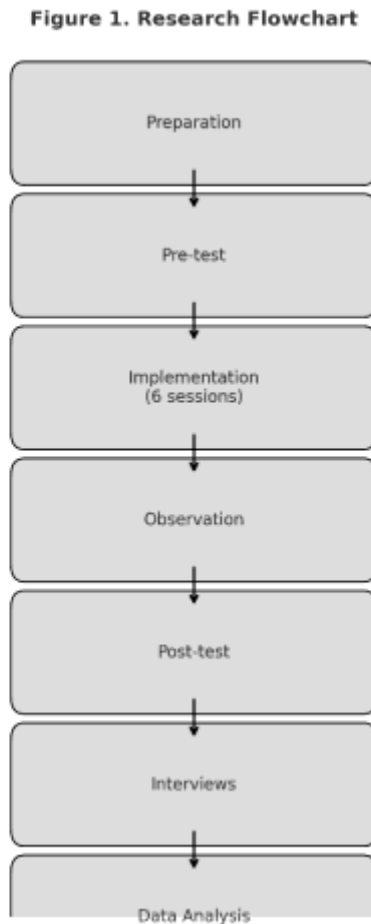 Figure 1. Research Flowchart
Preparation
Pre-test
Implementation
(6 sessions)
Observation
Post-test
Interviews
Data Analysis